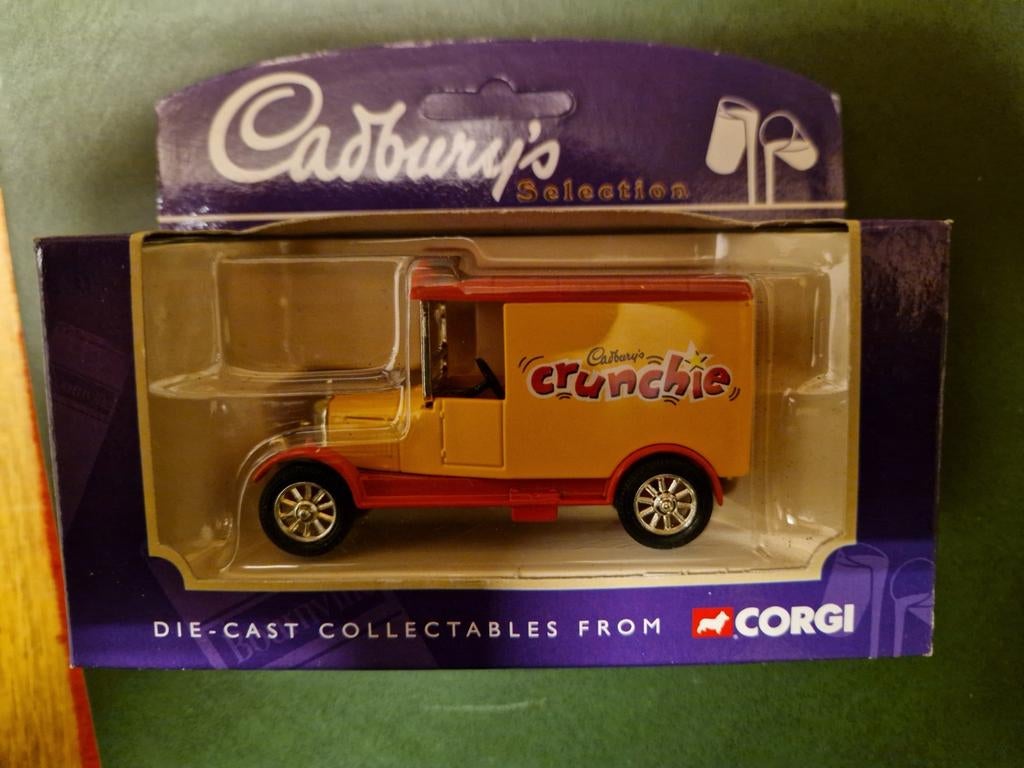 Cadbury's
Selection
Cadbury's
crunchie
DIE-CAST COLLECTABLES FROM CORGI